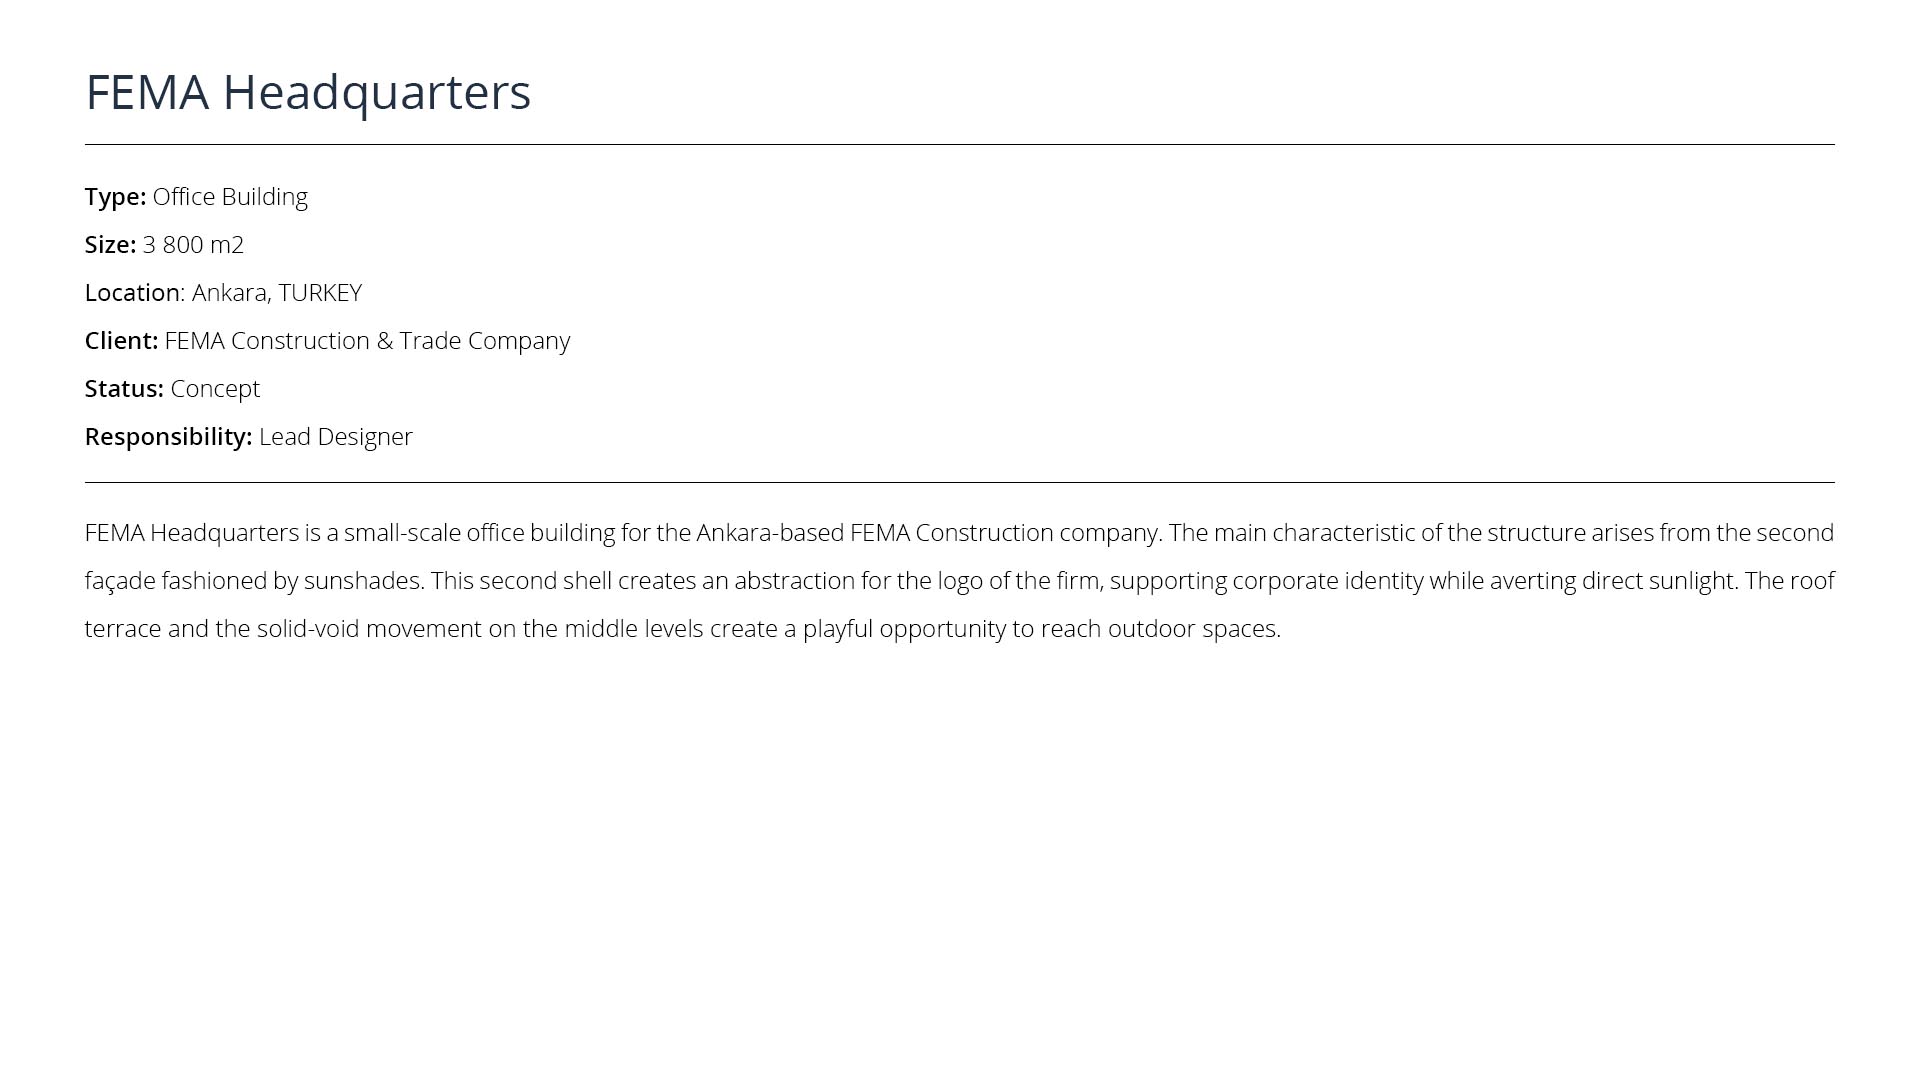 FEMA Headquarters
Type: Office Building
Size: 3 800 m2
Location: Ankara, TURKEY
Client: FEMA Construction & Trade Company
Status: Concept
Responsibility: Lead Designer
FEMA Headquarters is a small-scale office building for the Ankara-based FEMA Construction company. The main characteristic of the structure arises from the second
façade fashioned by sunshades. This second shell creates an abstraction for the logo of the firm, supporting corporate identity while averting direct sunlight. The roof
terrace and the solid-void movement on the middle levels create a playful opportunity to reach outdoor spaces.